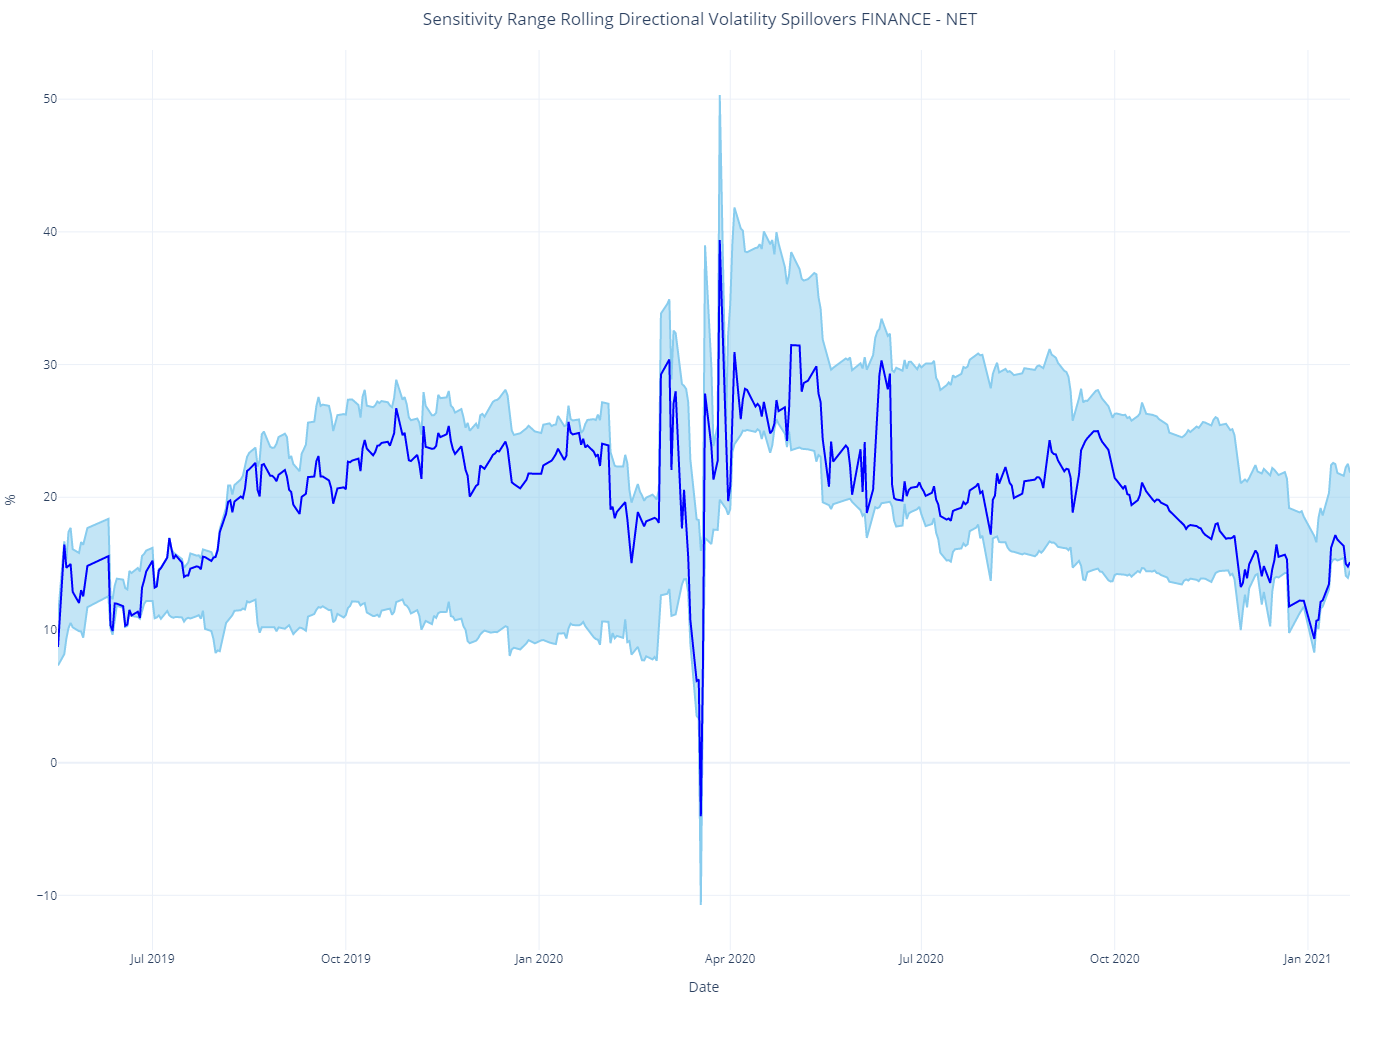 Sensitivity Range Rolling Directional Volatility Spillovers FINANCE - NET
50
40
30
20
10
0
−10
%
Jul 2019
Oct 2019
Jan 2020
Apr 2020
Jul 2020
Oct 2020
Jan 2021
Date